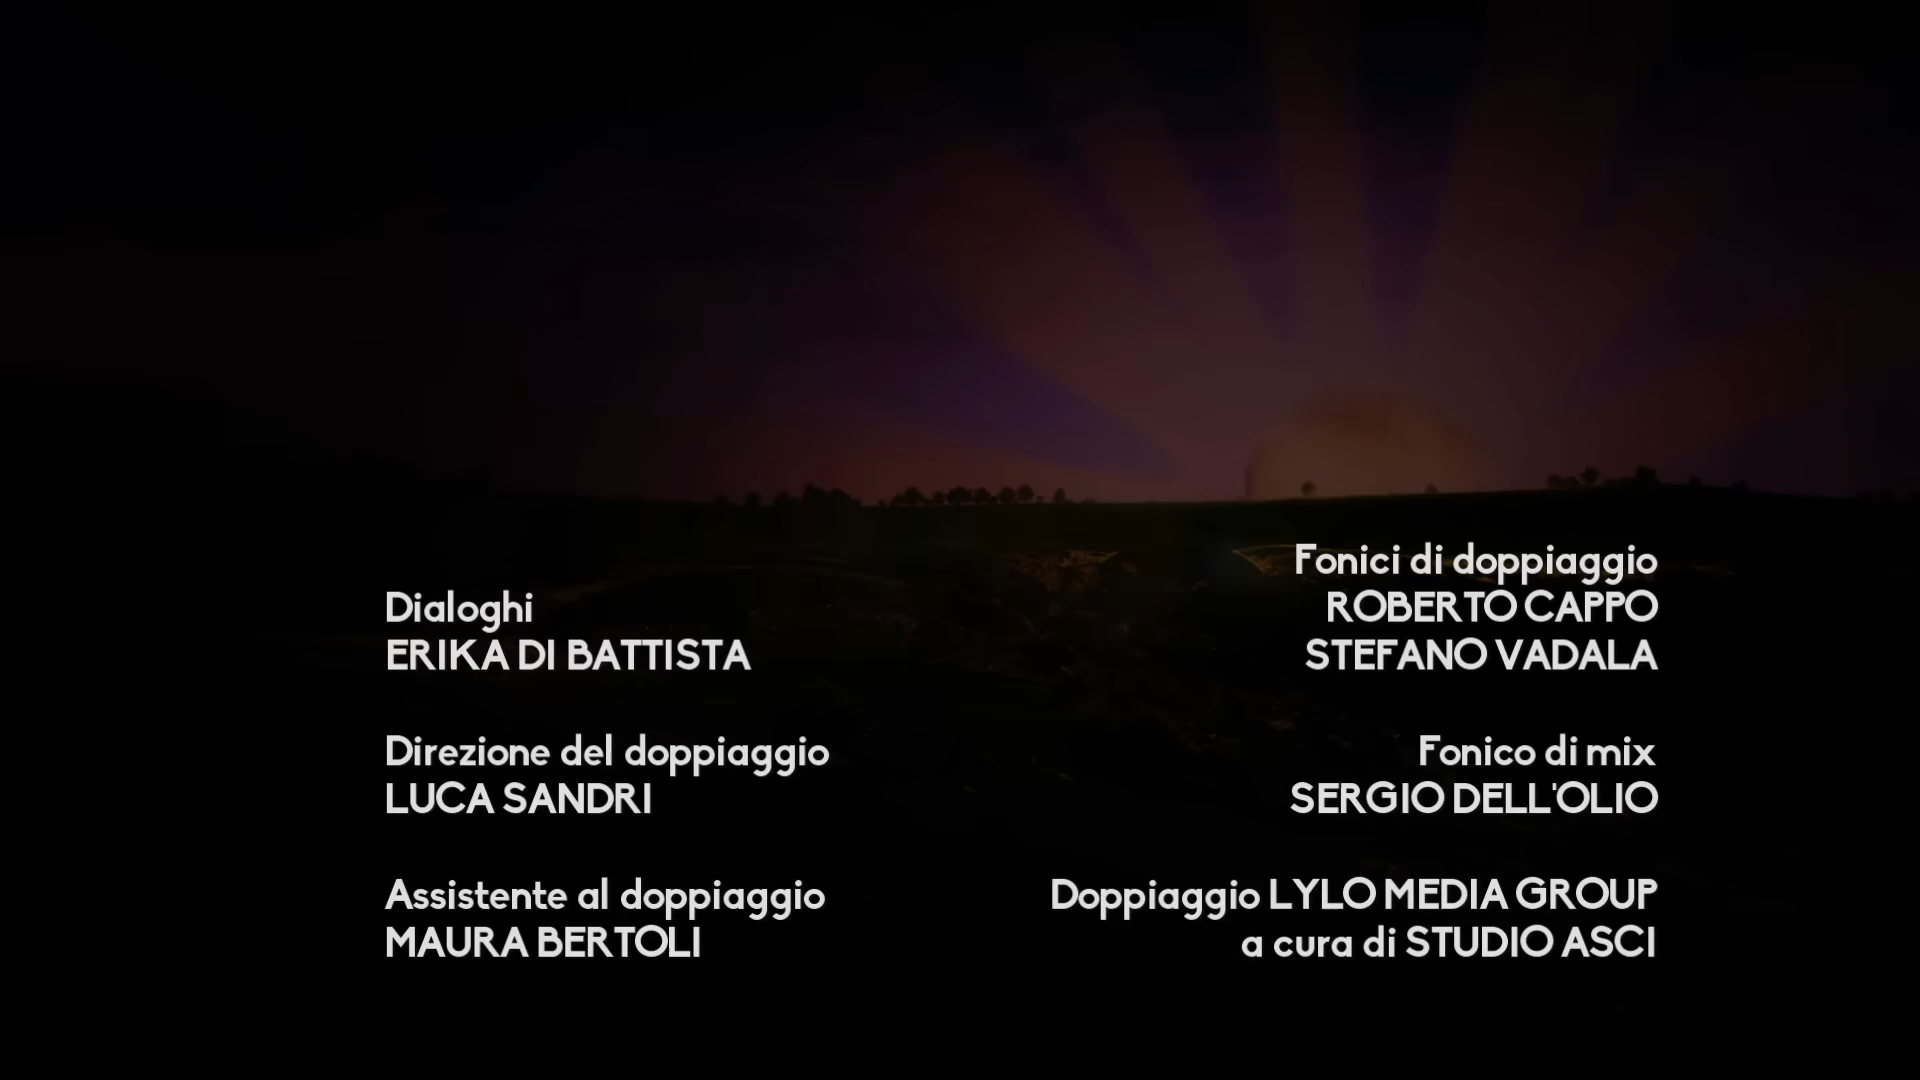 Dialoghi
ERIKA DI BATTISTA
Direzione del doppiaggio
LUCA SANDRI
Assistente al doppiaggio
MAURA BERTOLI
Fonici di doppiaggio
ROBERTO CAPPO
STEFANO VADALA
Fonico di mix
SERGIO DELL'OLIO
Doppiaggio LYLO MEDIA GROUP
a cura di STUDIO ASCI